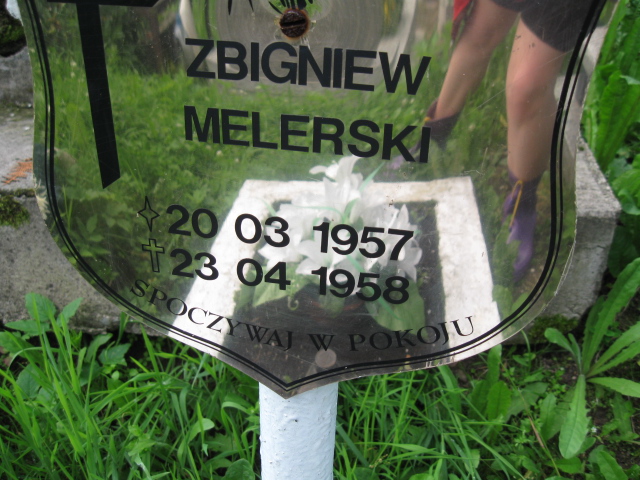 ZBIGNIEW
MELERSKI
20 03 1957
23 04 1958
SPOCZYWAJ W POKOJU